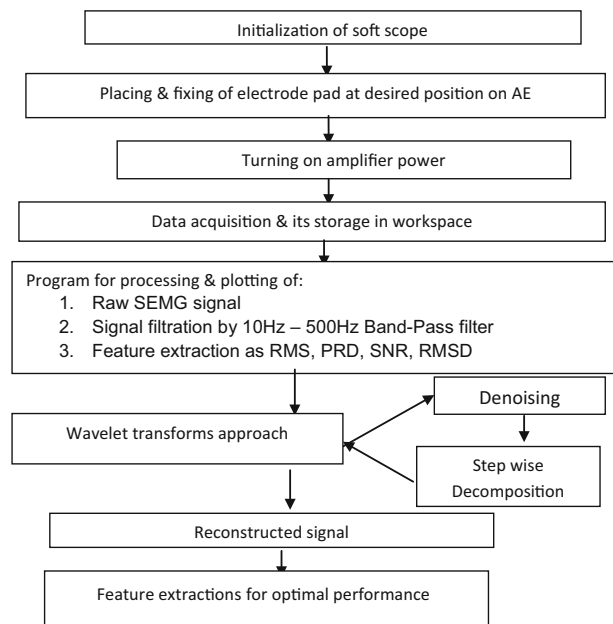 Initialization of soft scope
Placing & fixing of electrode pad at desired position on AE
Turning on amplifier power
Data acquisition & its storage in workspace
Program for processing & plotting of:
1. Raw SEMG signal
2. Signal filtration by 10Hz – 500Hz Band-Pass filter
3. Feature extraction as RMS, PRD, SNR, RMSD
Wavelet transforms approach
Denoising
Step wise
Decomposition
Reconstructed signal
Feature extractions for optimal performance